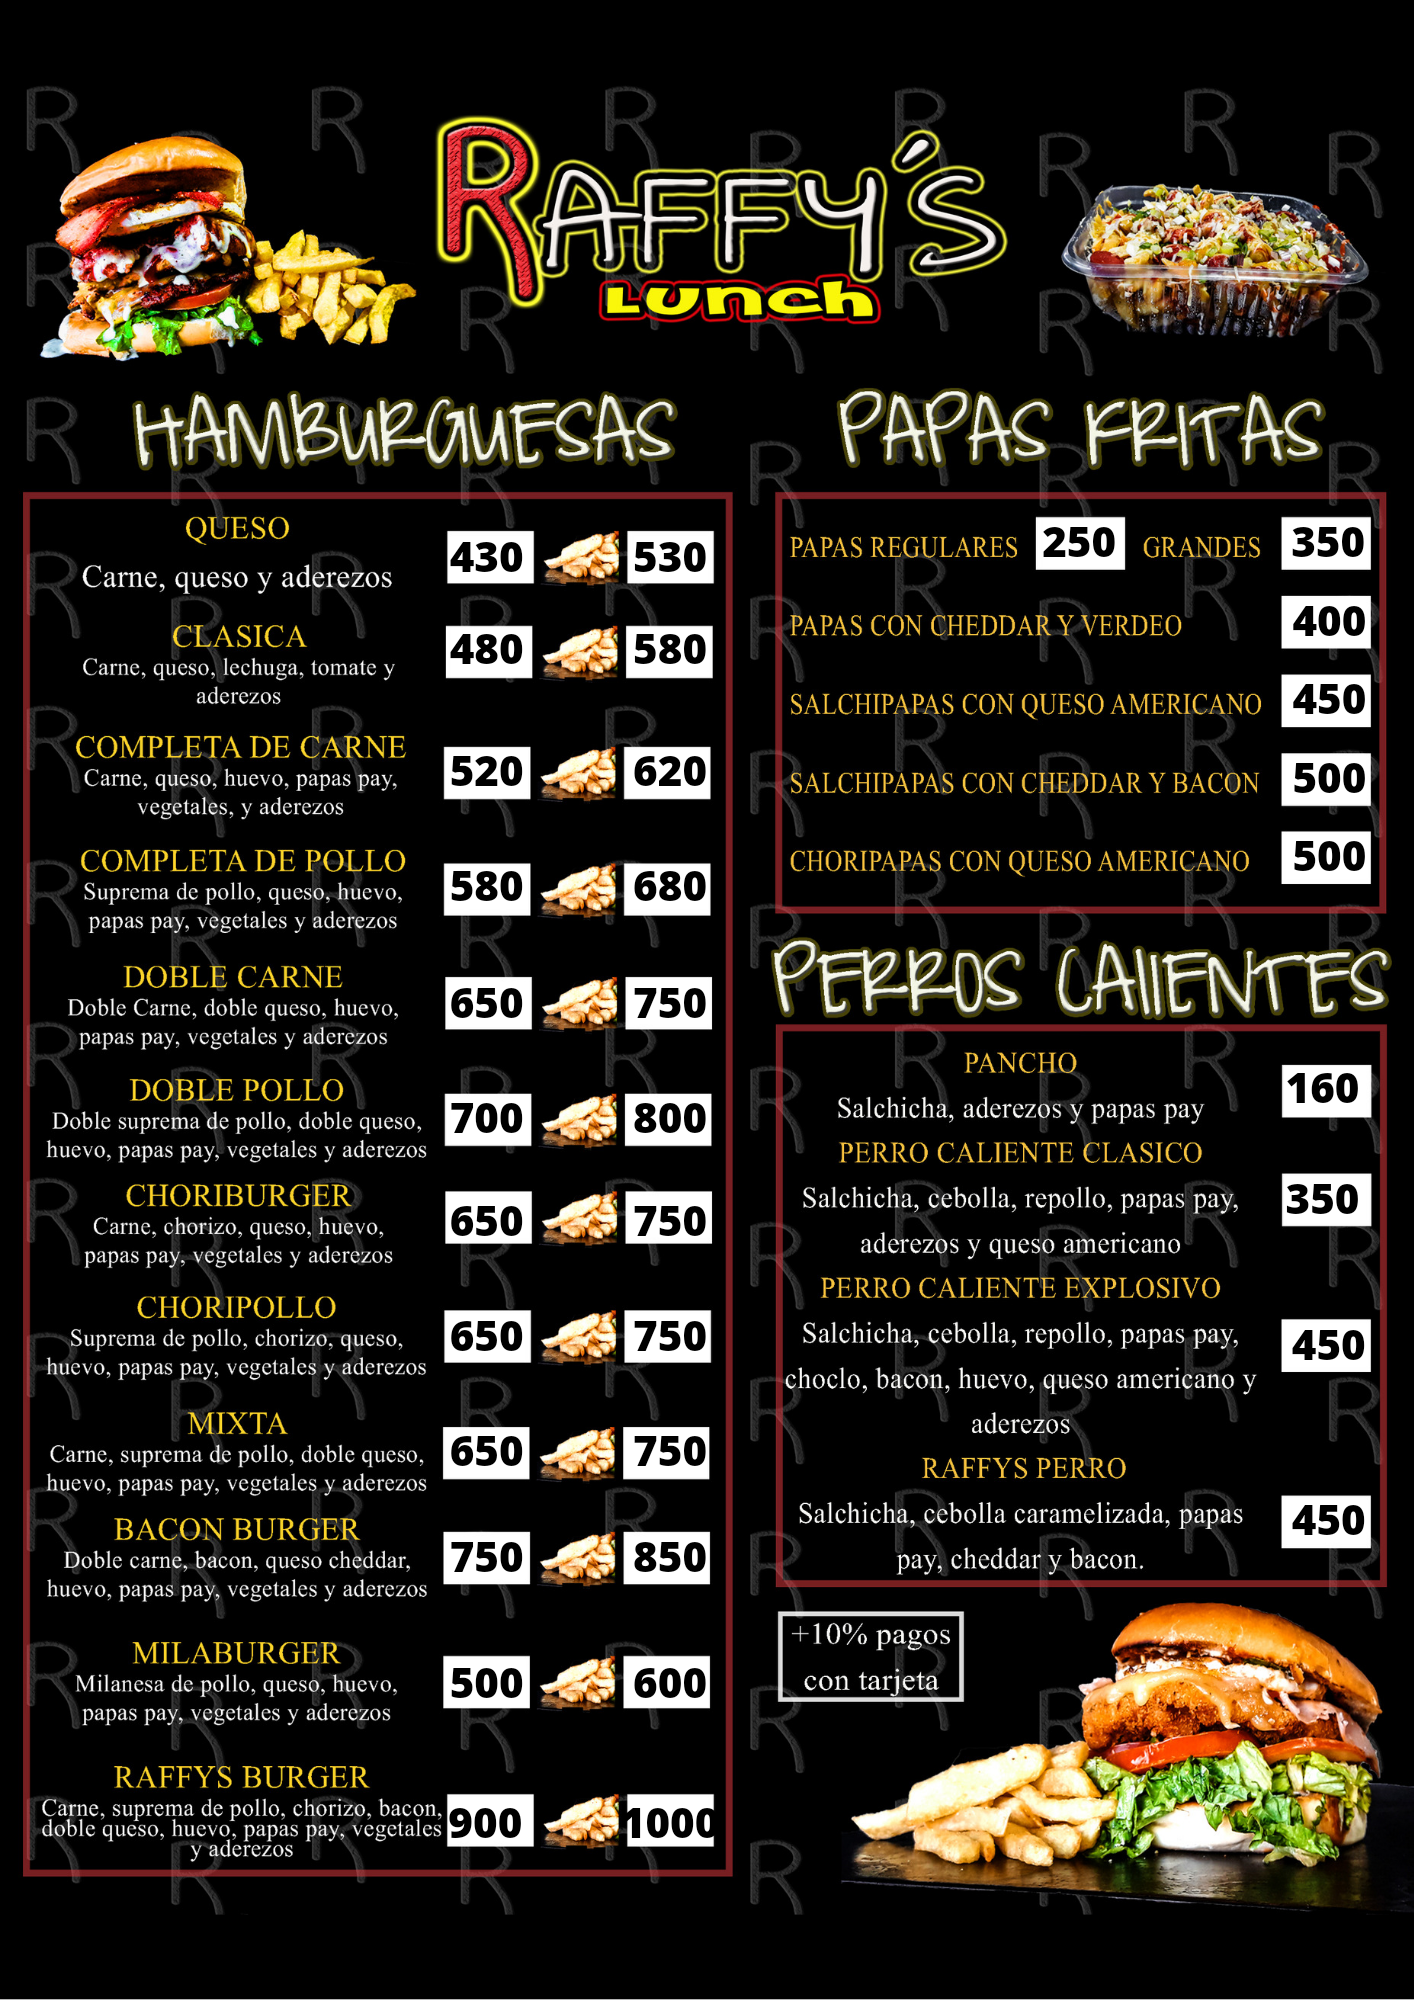 RAFFY'S
LUNCH
HAMBURGUESAS
QUESO
Carne, queso y aderezos
430 530
CLASICA
Carne, queso, lechuga, tomate y
aderezos
480 580
COMPLETA DE CARNE
Carne, queso, huevo, papas pay,
vegetales, y aderezos
520 620
COMPLETA DE POLLO
Suprema de pollo, queso, huevo,
papas pay, vegetales y aderezos
580 680
DOBLE CARNE
Doble Carne, doble queso, huevo,
papas pay, vegetales y aderezos
650 750
DOBLE POLLO
Doble suprema de pollo, doble queso,
huevo, papas pay, vegetales y aderezos
700 800
CHORIBURGER
Carne, chorizo, queso, huevo,
papas pay, vegetales y aderezos
650 750
CHORIPOLLO
Suprema de pollo, chorizo, queso,
huevo, papas pay, vegetales y aderezos
650 750
MIXTA
Carne, suprema de pollo, doble queso,
huevo, papas pay, vegetales y aderezos
650 750
BACON BURGER
Doble carne, bacon, queso cheddar,
huevo, papas pay, vegetales y aderezos
750 850
MILABURGER
Milanesa de pollo, queso, huevo,
papas pay, vegetales y aderezos
500 600
RAFFYS BURGER
Carne, suprema de pollo, chorizo, bacon,
doble queso, huevo, papas pay, vegetales
y aderezos
900 1000
PAPAS FRITAS
PAPAS REGULARES 250 GRANDES 350
PAPAS CON CHEDDAR Y VERDEO 400
SALCHIPAPAS CON QUESO AMERICANO 450
SALCHIPAPAS CON CHEDDAR Y BACON 500
CHORIPAPAS CON QUESO AMERICANO 500
PERROS CAlIENTES
PANCHO
Salchicha, aderezos y papas pay
160
PERRO CALIENTE CLASICO
Salchicha, cebolla, repollo, papas pay,
aderezos y queso americano
350
PERRO CALIENTE EXPLOSIVO
Salchicha, cebolla, repollo, papas pay,
choclo, bacon, huevo, queso americano y
aderezos
450
RAFFYS PERRO
Salchicha, cebolla caramelizada, papas
pay, cheddar y bacon.
450
+10% pagos
con tarjeta